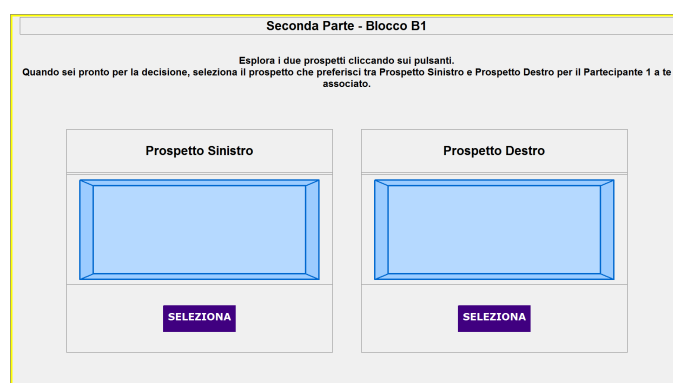 Seconda Parte - Blocco B1
Esplora i due prospetti cliccando sui pulsanti.
Quando sei pronto per la decisione, seleziona il prospetto che preferisci tra Prospetto Sinistro e Prospetto Destro per il Partecipante 1 a te
associato.
Prospetto Sinistro
Prospetto Destro
SELEZIONA
SELEZIONA